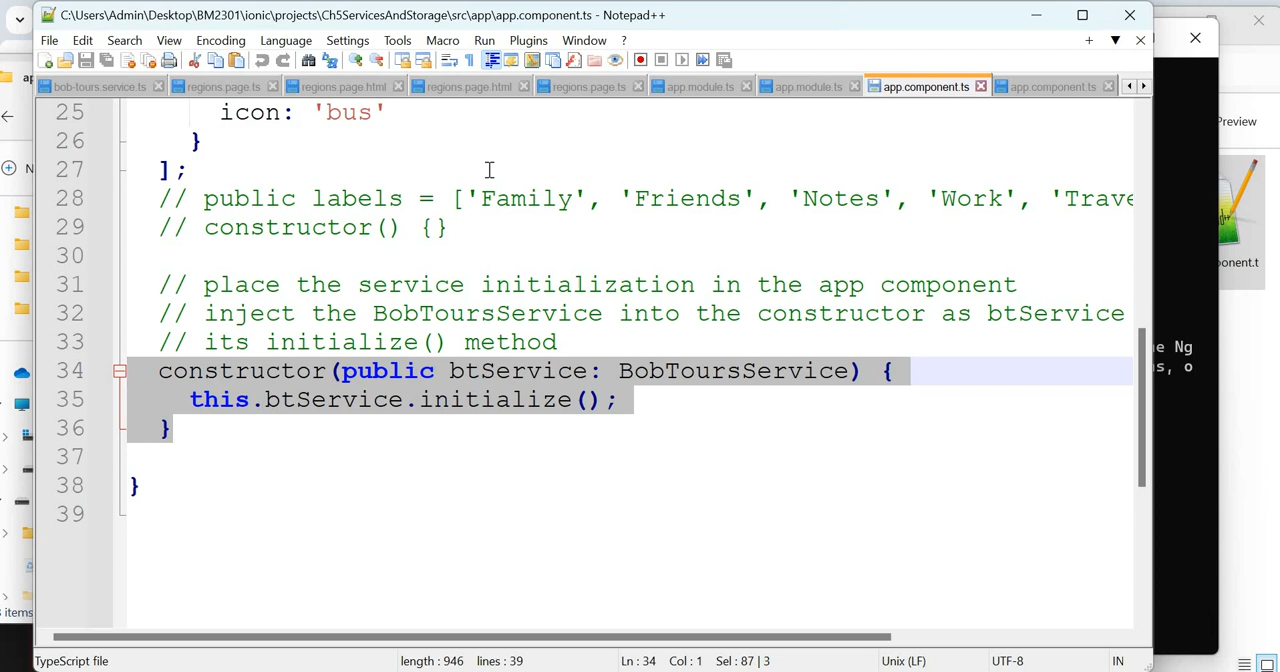 C:\Users\Admin\Desktop\BM2301\ionic\projects\Ch5ServicesAndStorage\src\app\app.component.ts - Notepad++
File Edit Search View Encoding Language Settings Tools Macro Run Plugins Window ?
bob-tours.service.ts regions.page.ts regions.page.html regions.page.html regions.page.ts app.module.ts app.module.ts app.component.ts app.component.ts
25 icon: 'bus'
26 }
27 ];
28 // public labels = ['Family', 'Friends', 'Notes', 'Work', 'Trave
29 // constructor() {}
30
31 // place the service initialization in the app component
32 // inject the BobToursService into the constructor as btService
33 // its initialize() method
34 constructor(public btService: BobToursService) {
35 this.btService.initialize();
36 }
37
38 }
39
TypeScript file length : 946 lines : 39 Ln : 34 Col : 1 Sel : 87 | 3 Unix (LF) UTF-8 IN
ap
N
3 items
Preview
ponent.t
e Ng
s, o